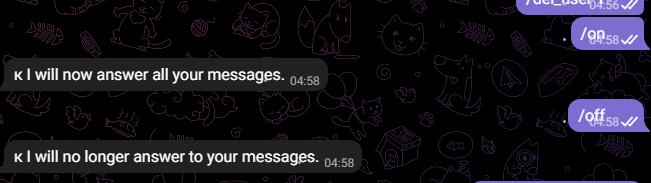 04:56
/on
04:58
к I will now answer all your messages. 04:58
/off
04:58
к I will no longer answer to your messages. 04:58